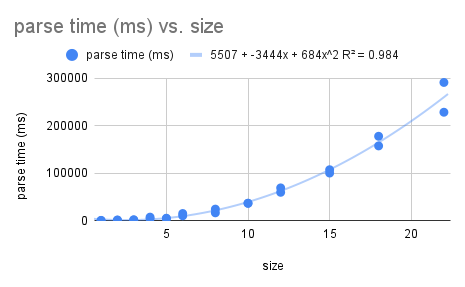 parse time (ms) vs. size
parse time (ms) 5507 + -3444x + 684x^2 R² = 0.984
300000
200000
100000
0
5 10 15 20
parse time (ms)
size